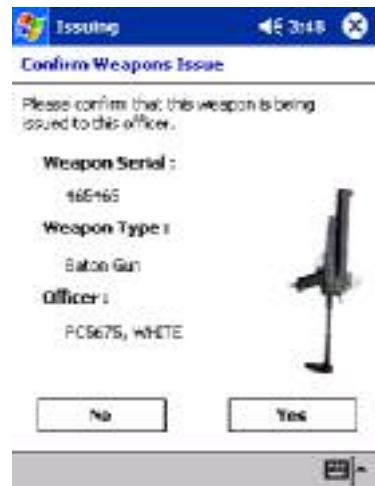 Issuing 3:48
Confirm Weapons Issue
Please confirm that this weapon is being
issued to this officer.
Weapon Serial :
465465
Weapon Type :
Baton Gun
Officer :
PC5675, WHITE
No Yes